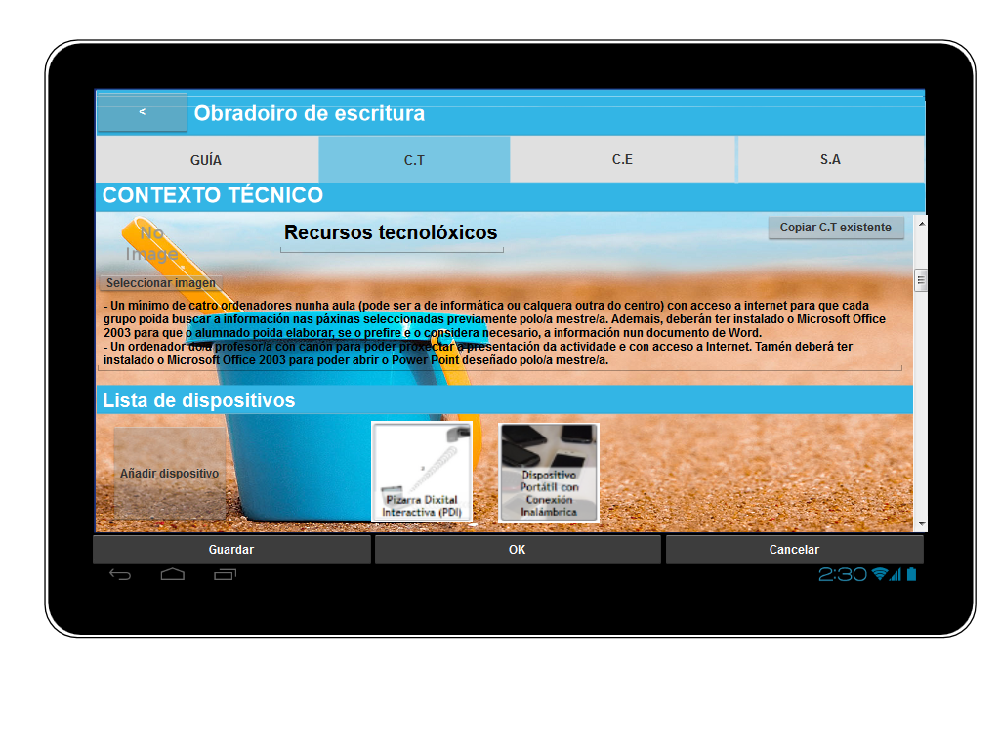 <
Obradoiro de escritura
GUÍA
C.T
C.E
S.A
CONTEXTO TÉCNICO
No
Image
Recursos tecnolóxicos
Copiar C.T existente
Seleccionar imagen
- Un mínimo de catro ordenadores nunha aula (pode ser a de informática ou calquera outra do centro) con acceso a internet para que cada
grupo poida buscar a información nas páxinas seleccionadas previamente polo/a mestre/a. Ademais, deberán ter instalado o Microsoft Office
2003 para que o alumnado poida elaborar, se o prefire e o considera necesario, a información nun documento de Word.
- Un ordenador do/a profesor/a con canón para poder proxectar a presentación da actividade e con acceso a Internet. Tamén deberá ter
instalado o Microsoft Office 2003 para poder abrir o Power Point deseñado polo/a mestre/a.
Lista de dispositivos
Añadir dispositivo
Pizarra Dixital
Interactiva (PDI)
Dispositivo
Portátil con
Conexión
Inalámbrica
Guardar
OK
Cancelar
2:30